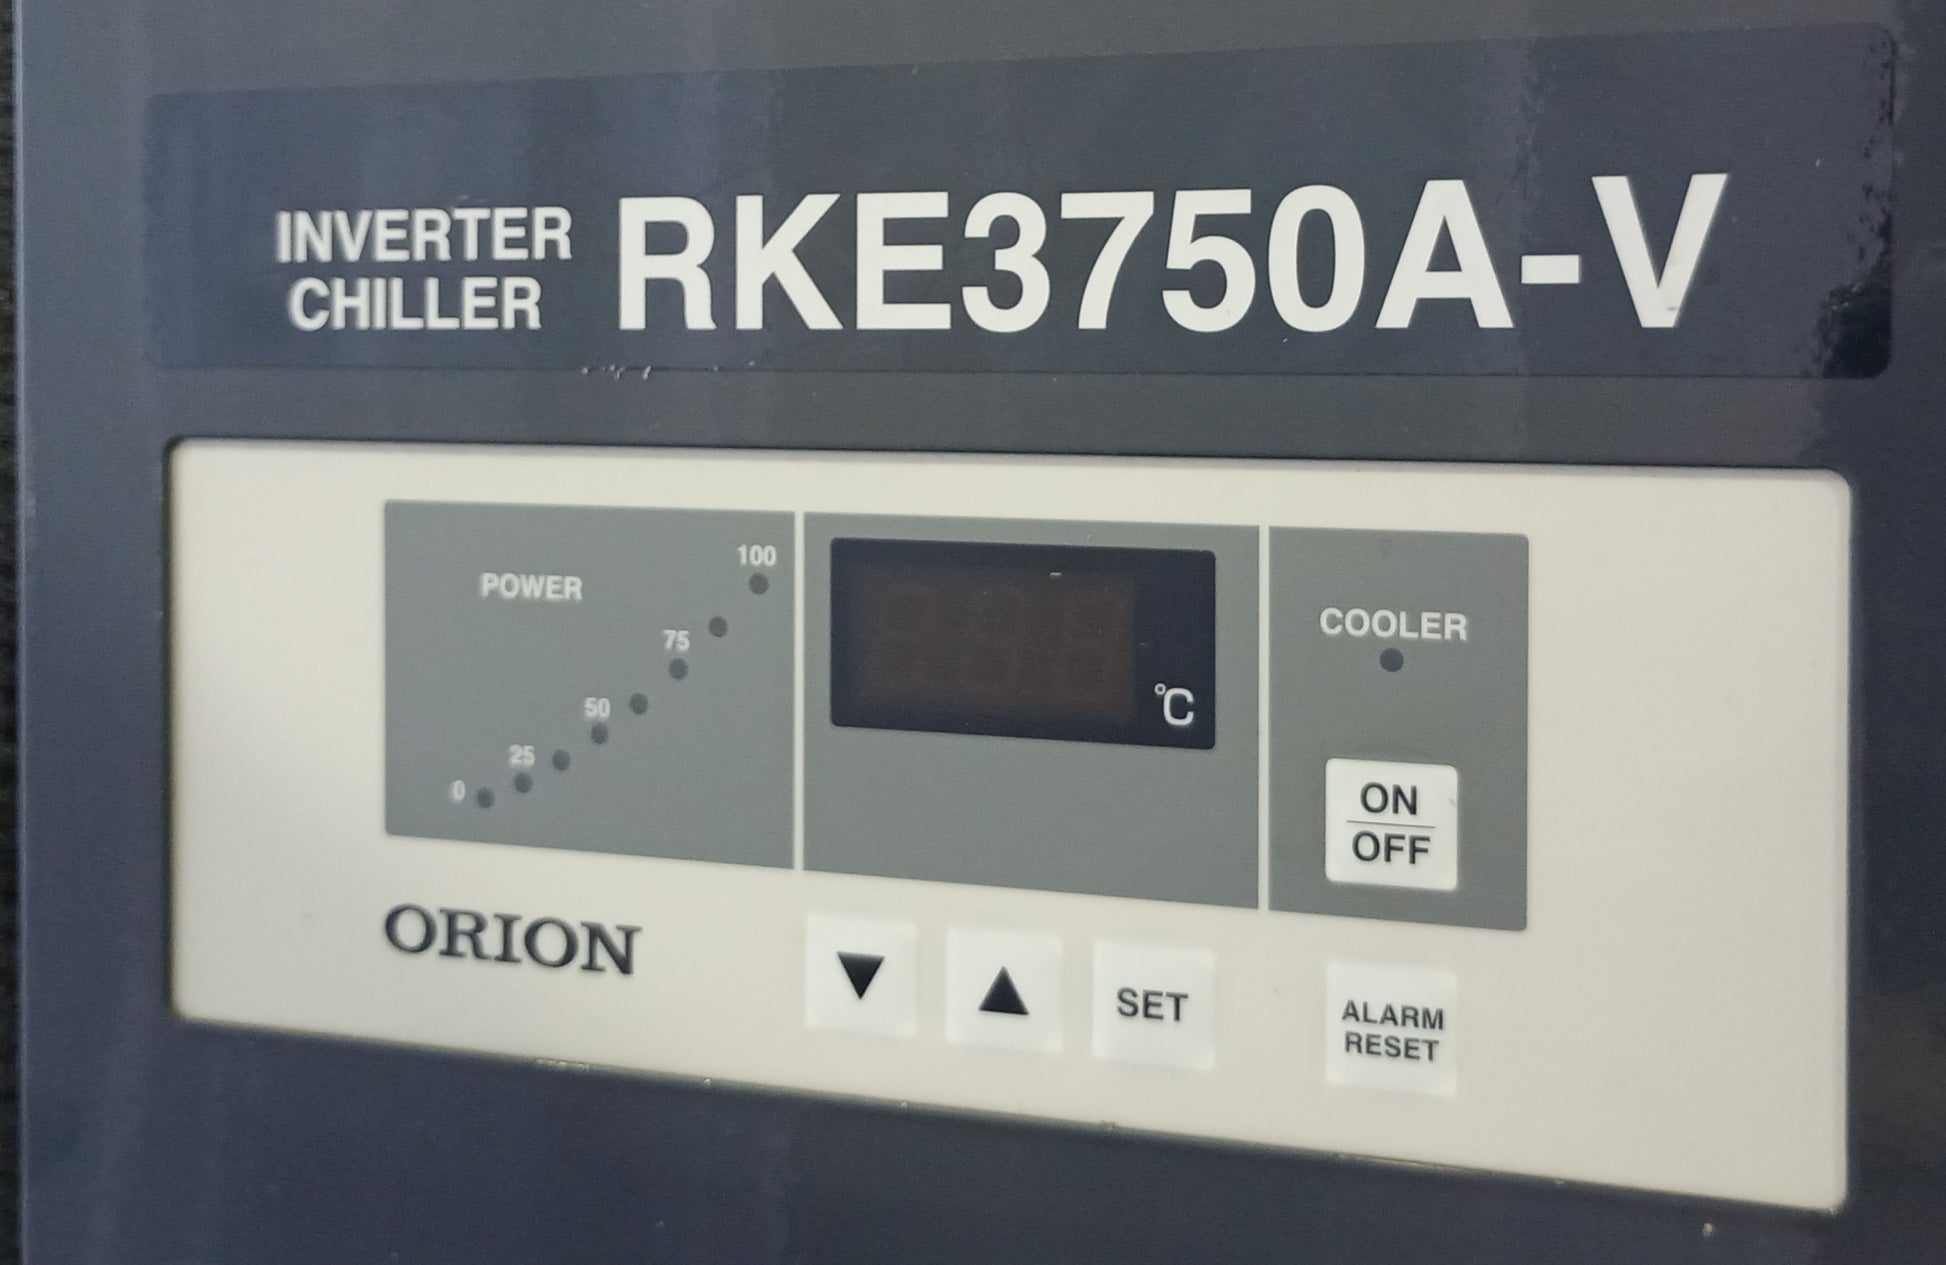 INVERTER
CHILLER
RKE3750A-V
POWER
100
75
50
25
0
°C
COOLER
ON
OFF
ORION
▼ ▲ SET
ALARM
RESET